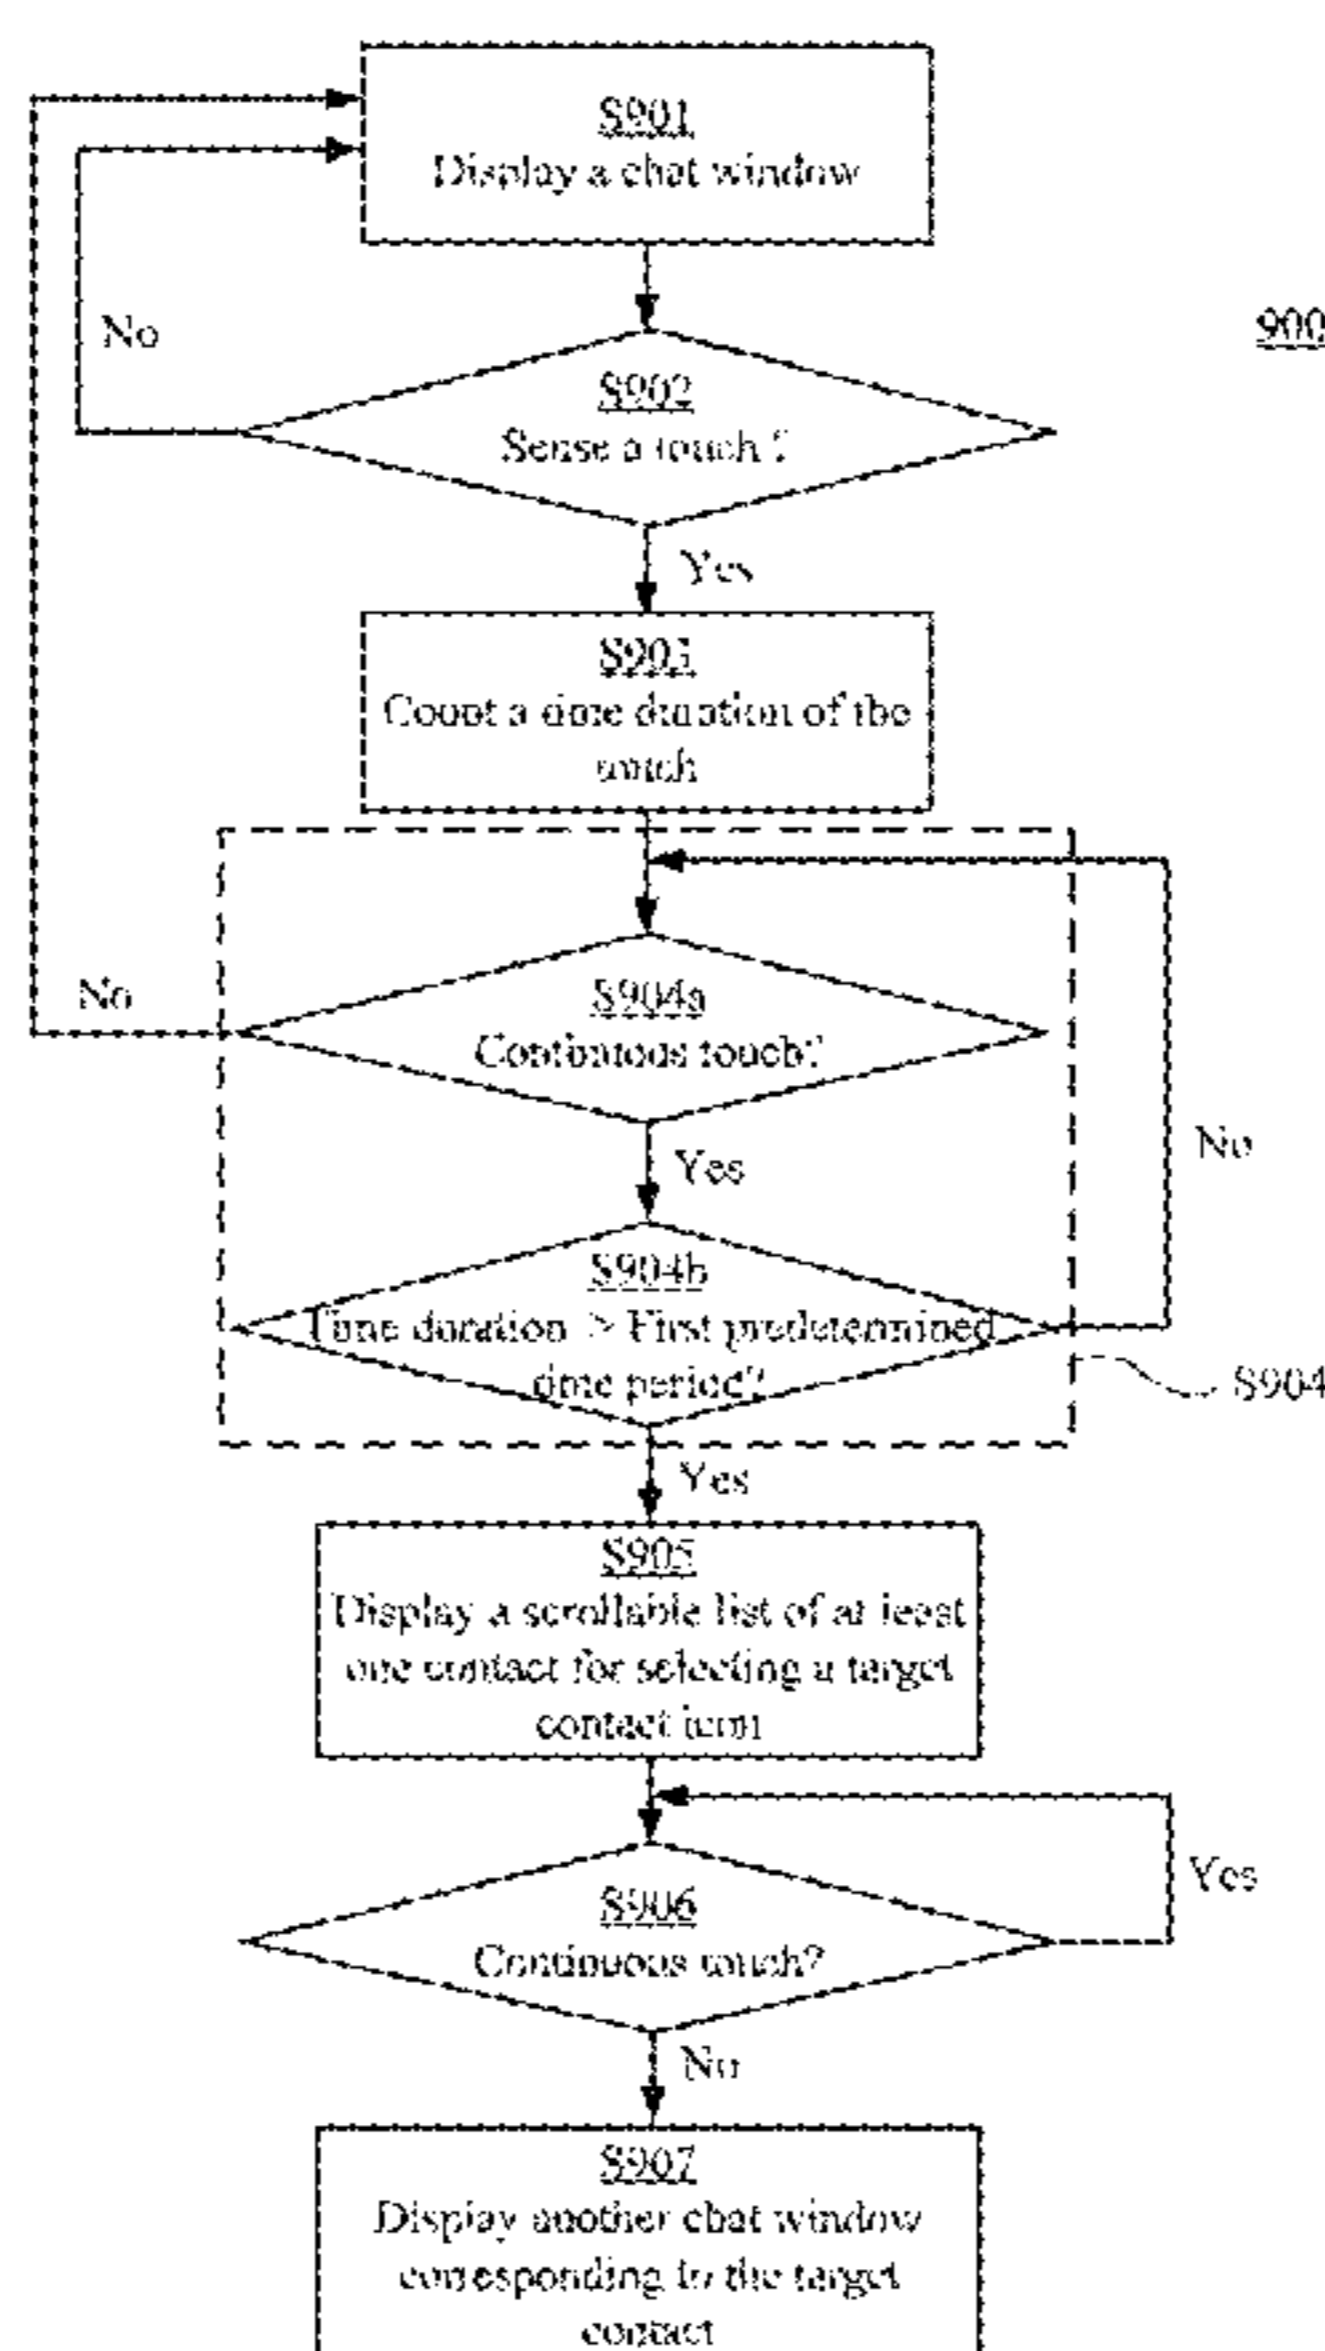 S901
Display a chat window
No
900
S902
Sense a touch ?
Yes
S903
Count a time duration of the
touch
No
S904a
Continuous touch?
No
Yes
S904b
Time duration > First predetermined
time period?
S904
Yes
S905
Display a scrollable list of at least
one contact for selecting a target
contact icon
Yes
S906
Continuous touch?
No
S907
Display another chat window
corresponding to the target
contact